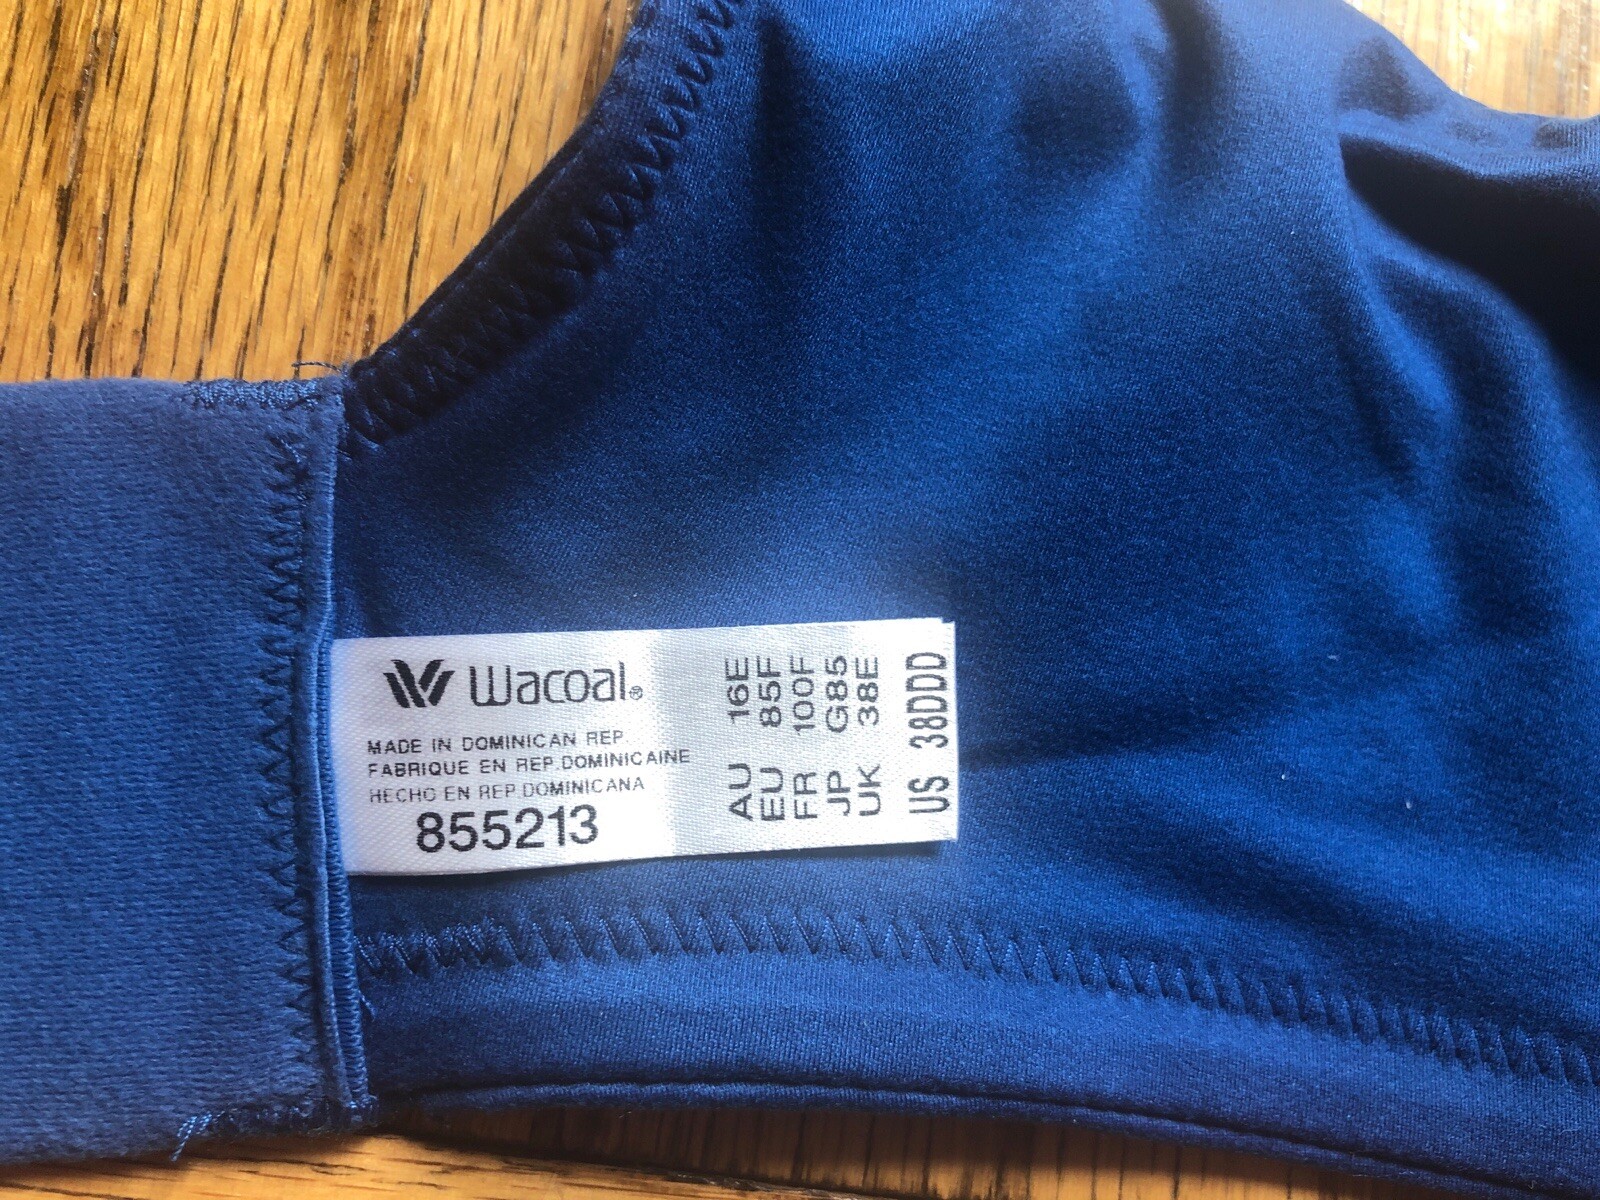 Wacoal®
MADE IN DOMINICAN REP.
FABRIQUE EN REP.DOMINICAINE
HECHO EN REP DOMINICANA
855213
AU 16E
EU 85F
FR 100F
JP G85
UK 38E
US 38DDD